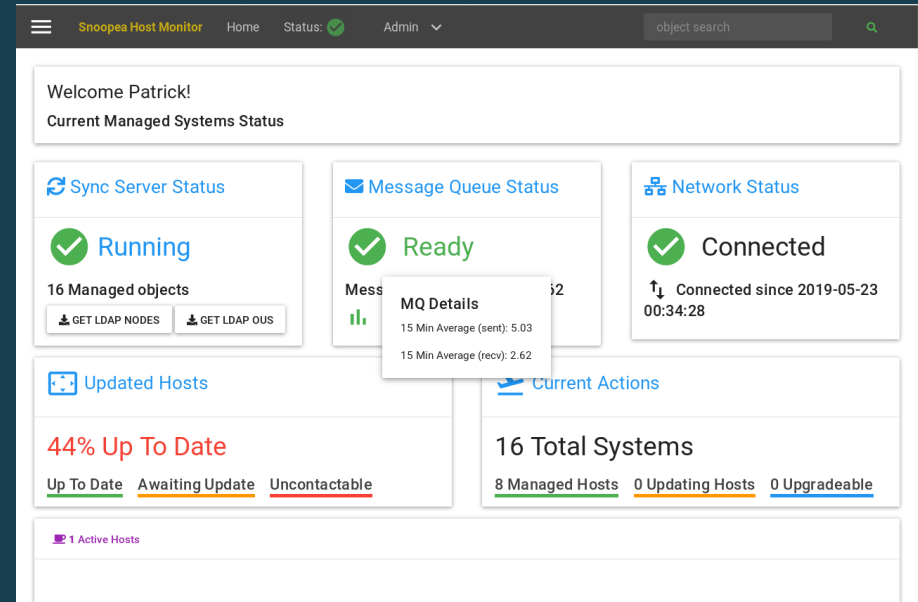 Snoopea Host Monitor Home Status: Admin object search
Welcome Patrick!
Current Managed Systems Status
Sync Server Status
Running
16 Managed objects
GET LDAP NODES GET LDAP OUS
Message Queue Status
Ready
MQ Details
15 Min Average (sent): 5.03
15 Min Average (recv): 2.62
Network Status
Connected
Connected since 2019-05-23
00:34:28
Updated Hosts
44% Up To Date
Up To Date Awaiting Update Uncontactable
Current Actions
16 Total Systems
8 Managed Hosts 0 Updating Hosts 0 Upgradeable
1 Active Hosts